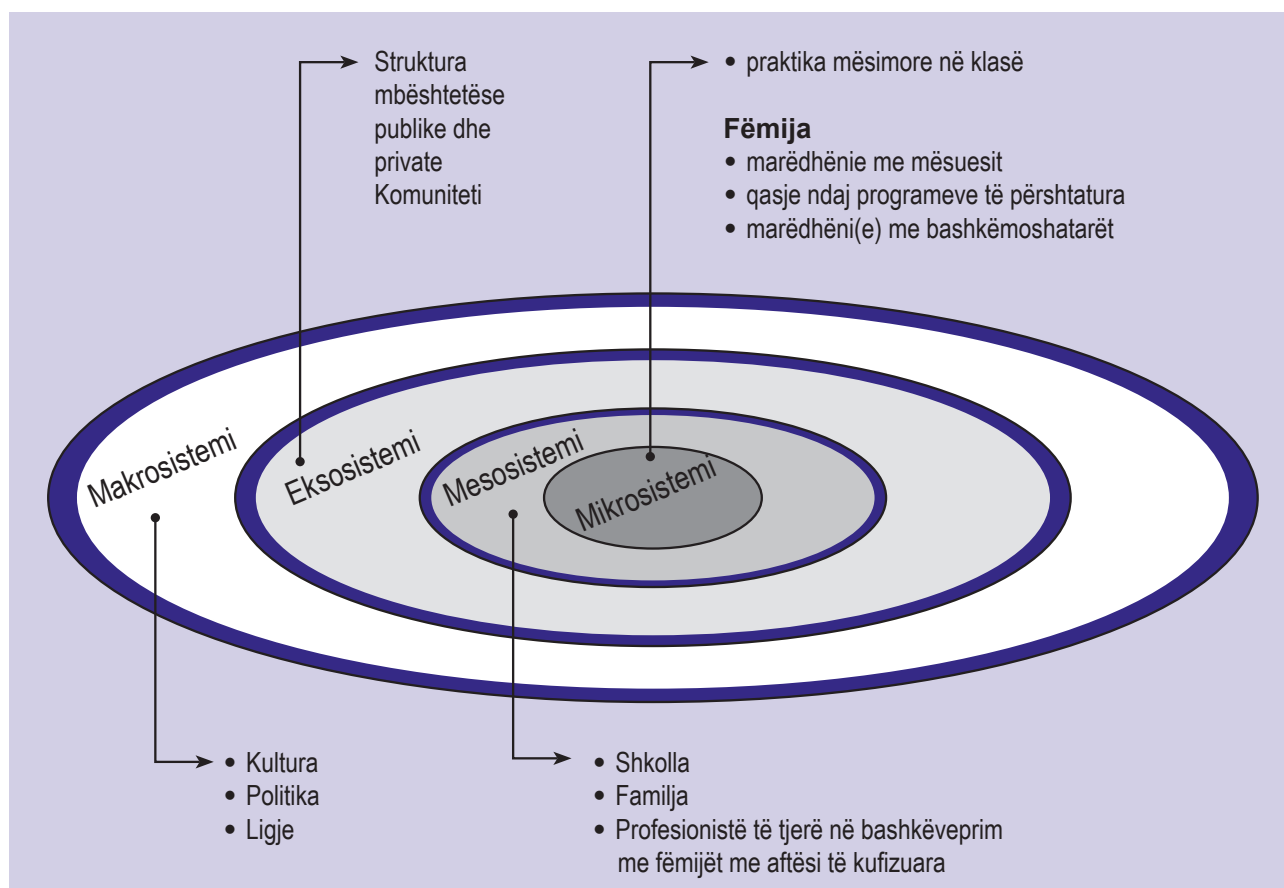 Struktura
mbështetëse
publike dhe
private
Komuniteti
• praktika mësimore në klasë
Fëmija
• marëdhënie me mësuesit
• qasje ndaj programeve të përshtatura
• marëdhëni(e) me bashkëmoshatarët
Makrosistemi
Eksosistemi
Mesosistemi
Mikrosistemi
• Kultura
• Politika
• Ligje
• Shkolla
• Familja
• Profesionistë të tjerë në bashkëveprim
me fëmijët me aftësi të kufizuara